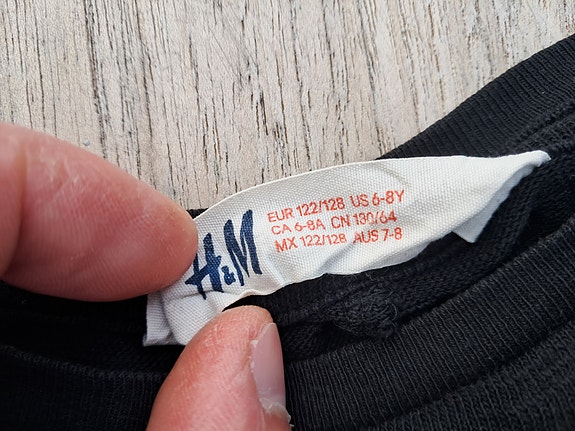 H&M
EUR 122/128 US 6-8Y
CA 6-8A CN 130/64
MX 122/128 AUS 7-8